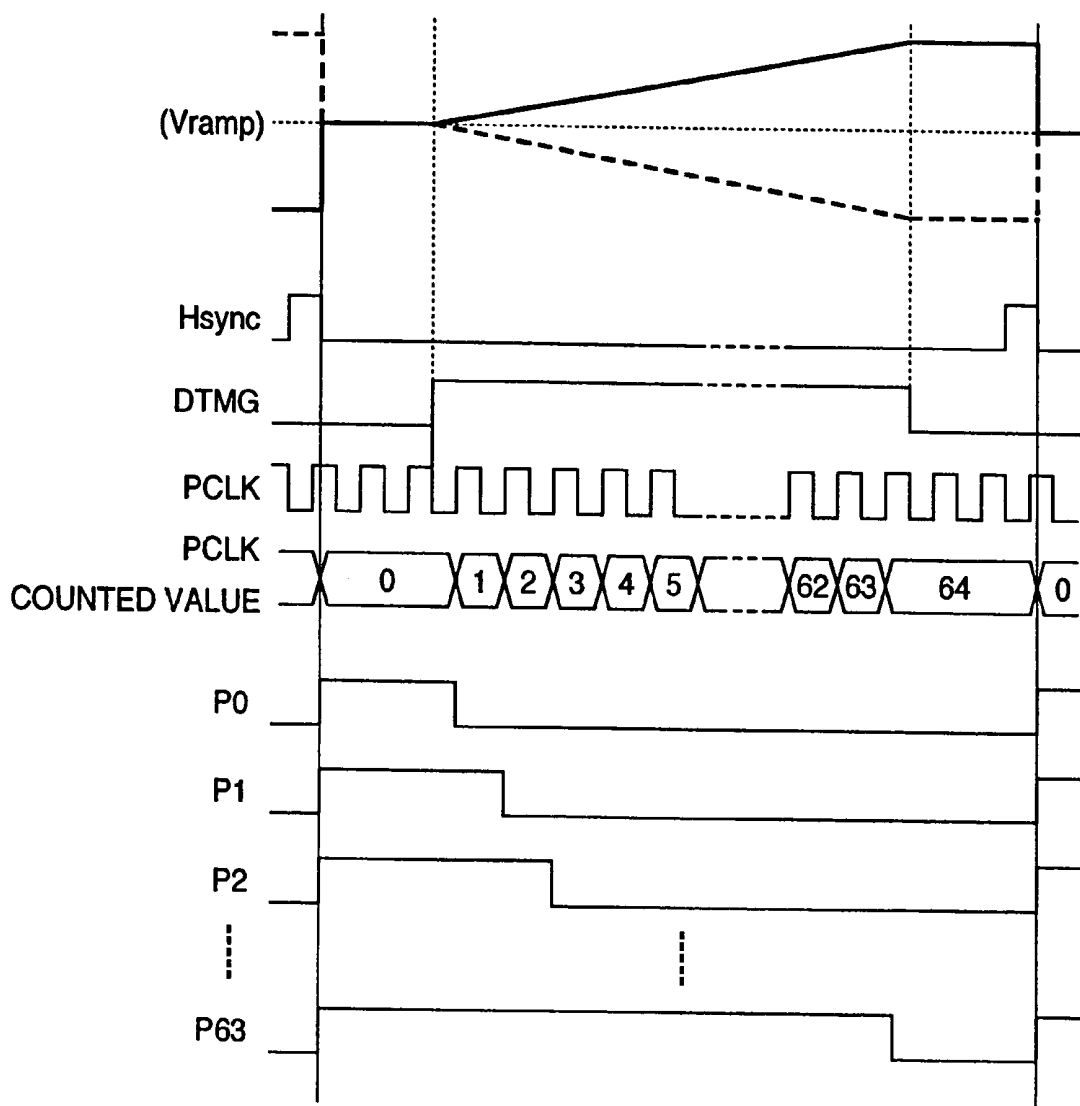 (Vramp)
Hsync
DTMG
PCLK
PCLK
COUNTED VALUE
0 1 2 3 4 5 62 63 64 0
P0
P1
P2
P63